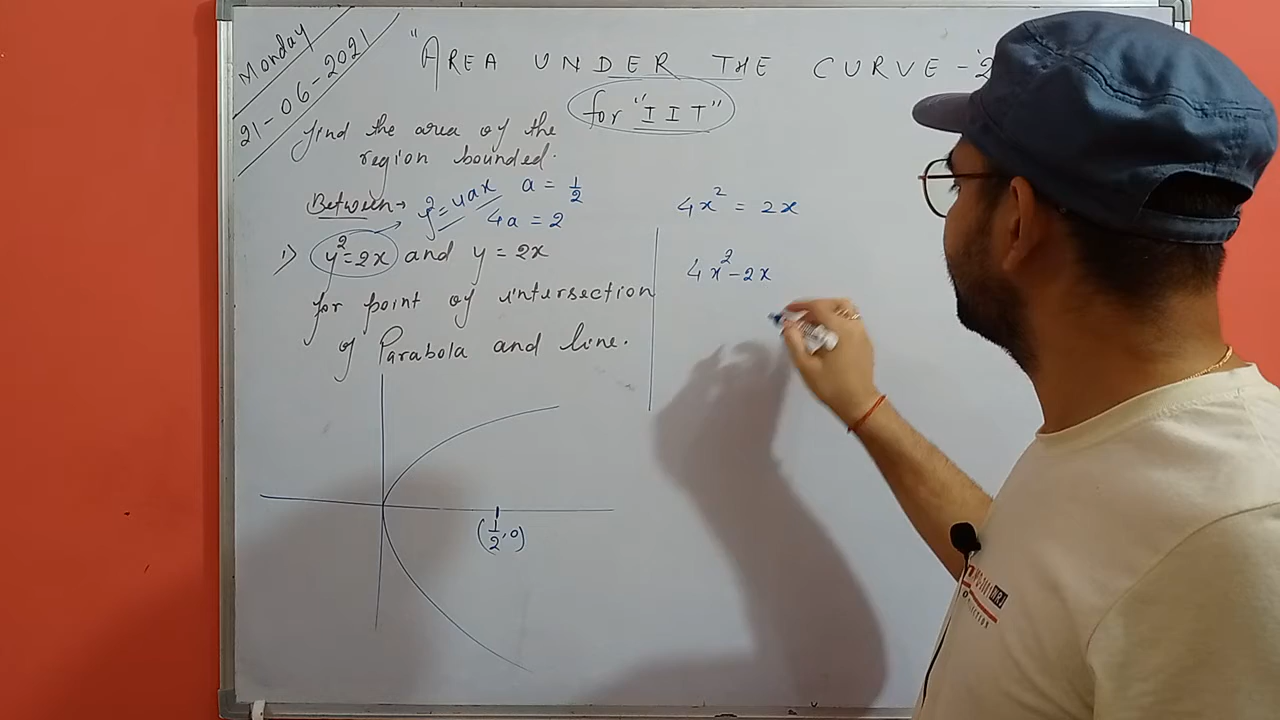 Monday
21-06-2021
"AREA UNDER THE CURVE - 2
for "IIT"
find the area of the
region bounded.
Between→ y²=4ax a = 1/2
4a = 2
1) y²=2x and y = 2x
for point of intersection
of Parabola and line.
(1/2, 0)
4x² = 2x
4x² - 2x